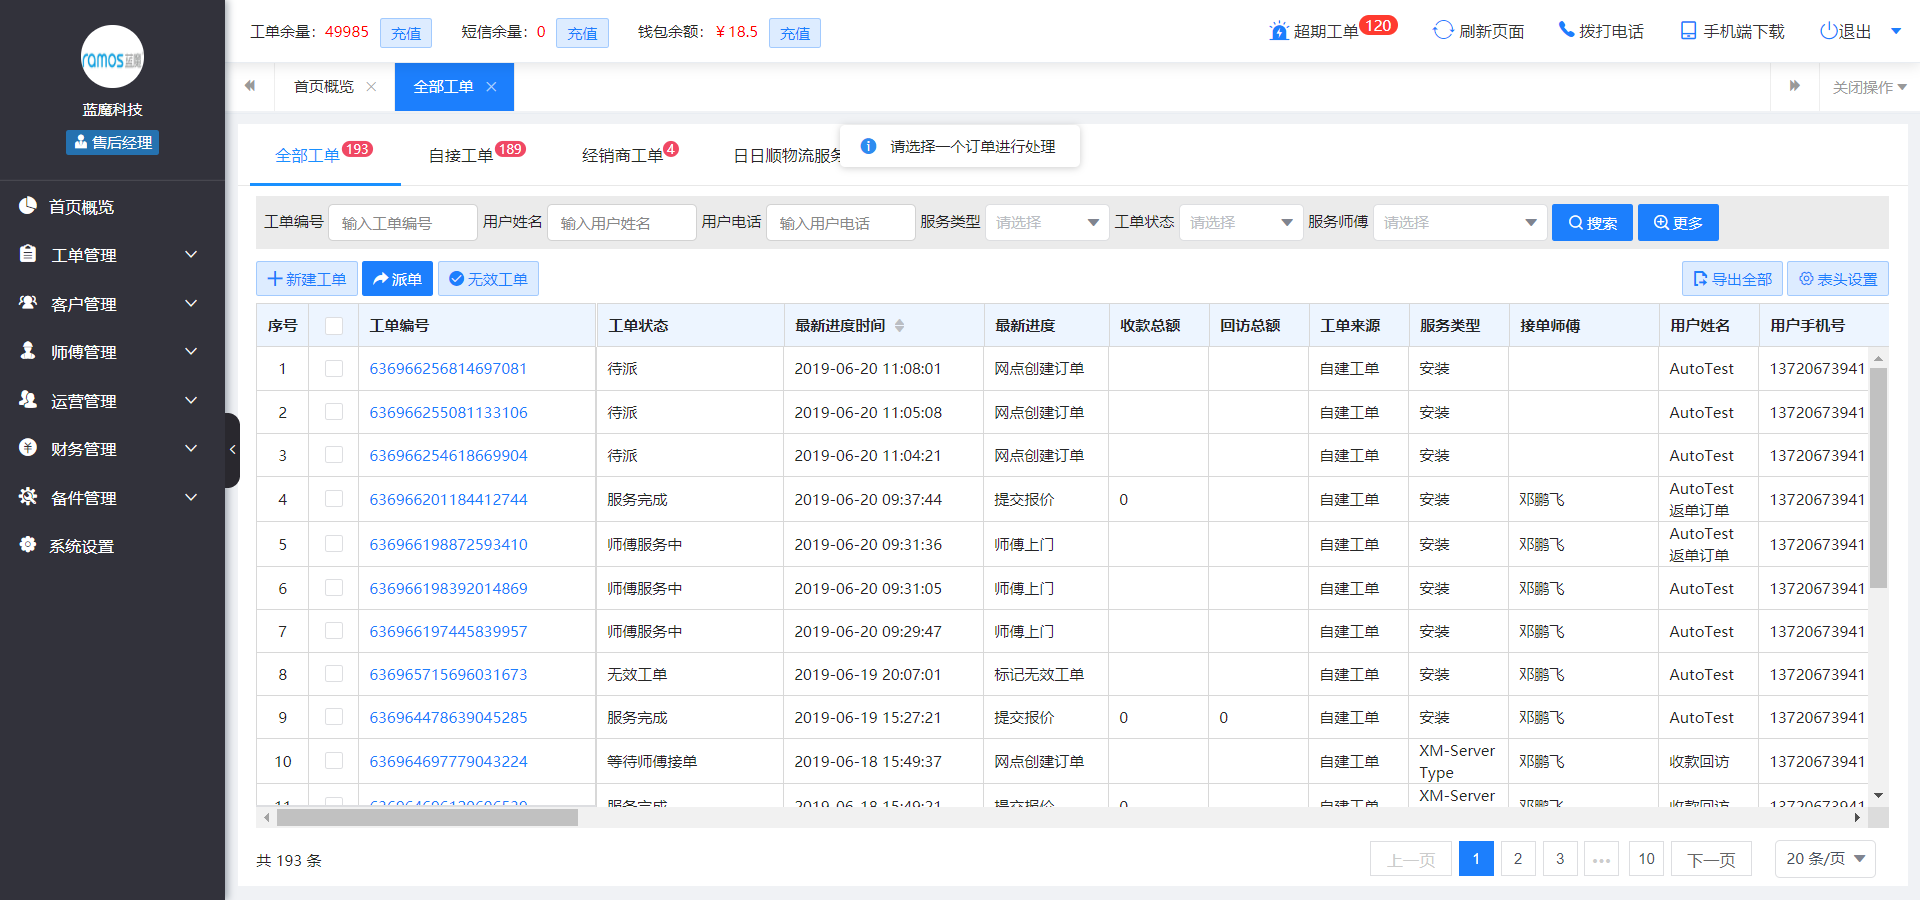 工单余量：49985 充值 短信余量：0 充值 钱包余额：￥18.5 充值 超期工单 120 刷新页面 拨打电话 手机端下载 退出
ramos蓝魔
蓝魔科技
售后经理
首页概览
工单管理
客户管理
师傅管理
运营管理
财务管理
备件管理
系统设置
首页概览 全部工单 关闭操作
全部工单 193 自接工单 189 经销商工单 4 日日顺物流服务
请选择一个订单进行处理
工单编号 输入工单编号 用户姓名 输入用户姓名 用户电话 输入用户电话 服务类型 请选择 工单状态 请选择 服务师傅 请选择 搜索 更多
新建工单 派单 无效工单 导出全部 表头设置
序号 工单编号 工单状态 最新进度时间 最新进度 收款总额 回访总额 工单来源 服务类型 接单师傅 用户姓名 用户手机号
1 636966256814697081 待派 2019-06-20 11:08:01 网点创建订单 自建工单 安装 AutoTest 13720673941
2 636966255081133106 待派 2019-06-20 11:05:08 网点创建订单 自建工单 安装 AutoTest 13720673941
3 636966254618669904 待派 2019-06-20 11:04:21 网点创建订单 自建工单 安装 AutoTest 13720673941
4 636966201184412744 服务完成 2019-06-20 09:37:44 提交报价 0 自建工单 安装 邓鹏飞 AutoTest 返单订单 13720673941
5 636966198872593410 师傅服务中 2019-06-20 09:31:36 师傅上门 自建工单 安装 邓鹏飞 AutoTest 返单订单 13720673941
6 636966198392014869 师傅服务中 2019-06-20 09:31:05 师傅上门 自建工单 安装 邓鹏飞 AutoTest 13720673941
7 636966197445839957 师傅服务中 2019-06-20 09:29:47 师傅上门 自建工单 安装 邓鹏飞 AutoTest 13720673941
8 636965715696031673 无效工单 2019-06-19 20:07:01 标记无效工单 自建工单 安装 邓鹏飞 AutoTest 13720673941
9 636964478639045285 服务完成 2019-06-19 15:27:21 提交报价 0 0 自建工单 安装 邓鹏飞 AutoTest 13720673941
10 636964697779043224 等待师傅接单 2019-06-18 15:49:37 网点创建订单 自建工单 XM-Server Type 邓鹏飞 收款回访 13720673941
11 服务完成 2019-06-18 15:49:21 提交报价 0 自建工单 XM-Server 邓鹏飞 收款回访 13720673941
共 193 条 上一页 1 2 3 ••• 10 下一页 20 条/页